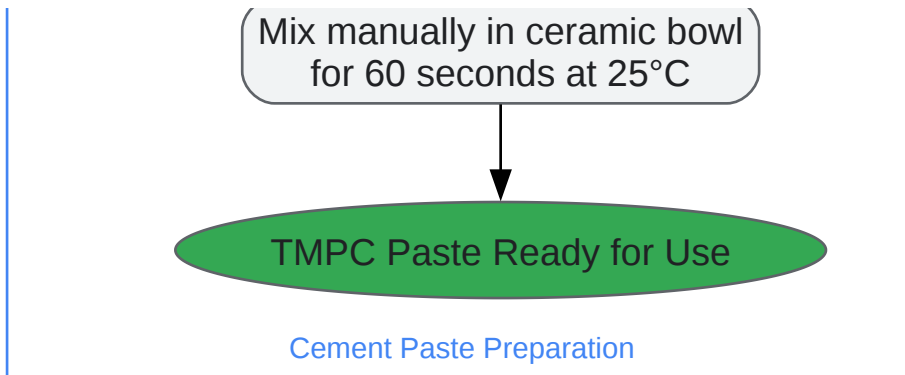 Mix manually in ceramic bowl
for 60 seconds at 25°C
TMPC Paste Ready for Use
Cement Paste Preparation